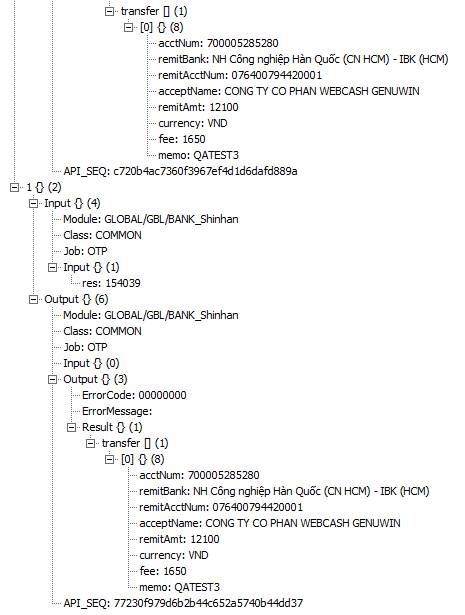 transfer [] (1)
[0] {} (8)
acctNum: 700005285280
remitBank: NH Công nghiệp Hàn Quốc (CN HCM) - IBK (HCM)
remitAcctNum: 076400794420001
acceptName: CONG TY CO PHAN WEBCASH GENUWIN
remitAmt: 12100
currency: VND
fee: 1650
memo: QATEST3
API_SEQ: c720b4ac7360f3967ef4d1d6dafd889a
1 {} (2)
Input {} (4)
Module: GLOBAL/GBL/BANK_Shinhan
Class: COMMON
Job: OTP
Input {} (1)
res: 154039
Output {} (6)
Module: GLOBAL/GBL/BANK_Shinhan
Class: COMMON
Job: OTP
Input {} (0)
Output {} (3)
ErrorCode: 00000000
ErrorMessage:
Result {} (1)
transfer [] (1)
[0] {} (8)
acctNum: 700005285280
remitBank: NH Công nghiệp Hàn Quốc (CN HCM) - IBK (HCM)
remitAcctNum: 076400794420001
acceptName: CONG TY CO PHAN WEBCASH GENUWIN
remitAmt: 12100
currency: VND
fee: 1650
memo: QATEST3
API_SEQ: 77230f979d6b2b44c652a5740b44dd37